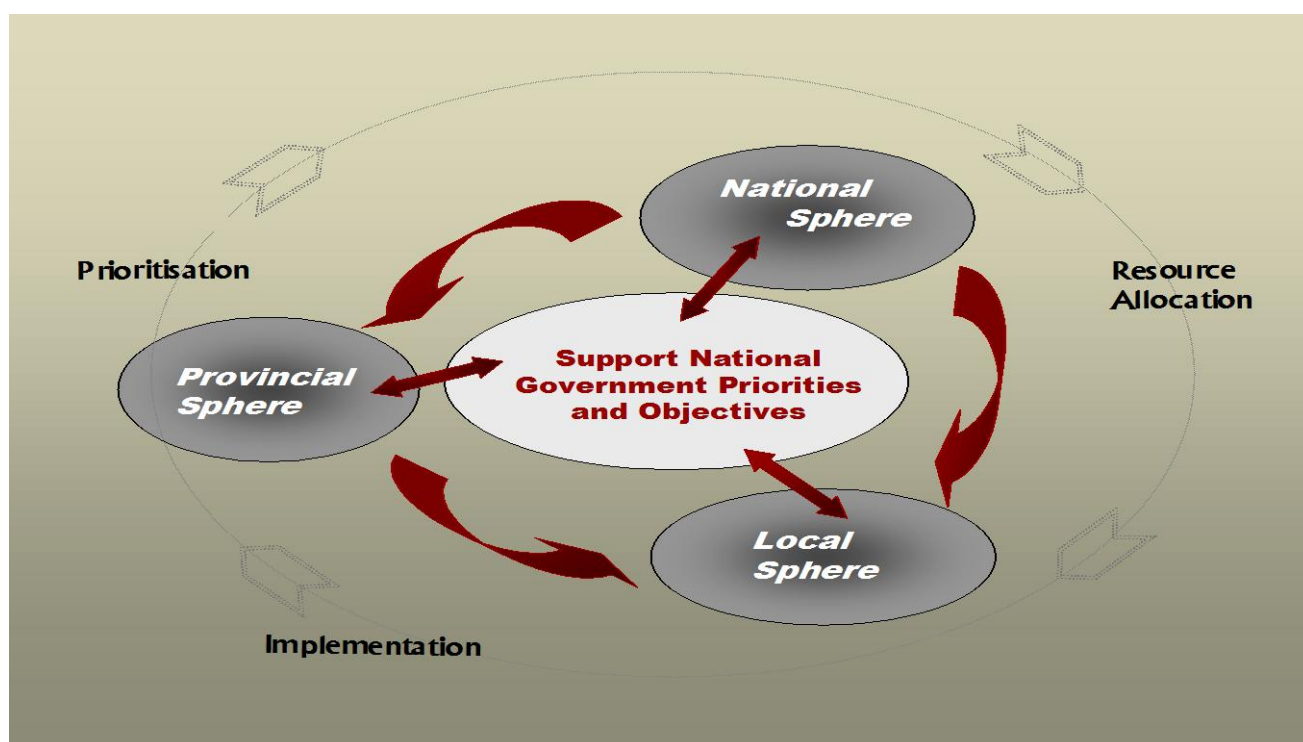 National
Sphere
Prioritisation
Resource
Allocation
Support National
Government Priorities
and Objectives
Provincial
Sphere
Local
Sphere
Implementation